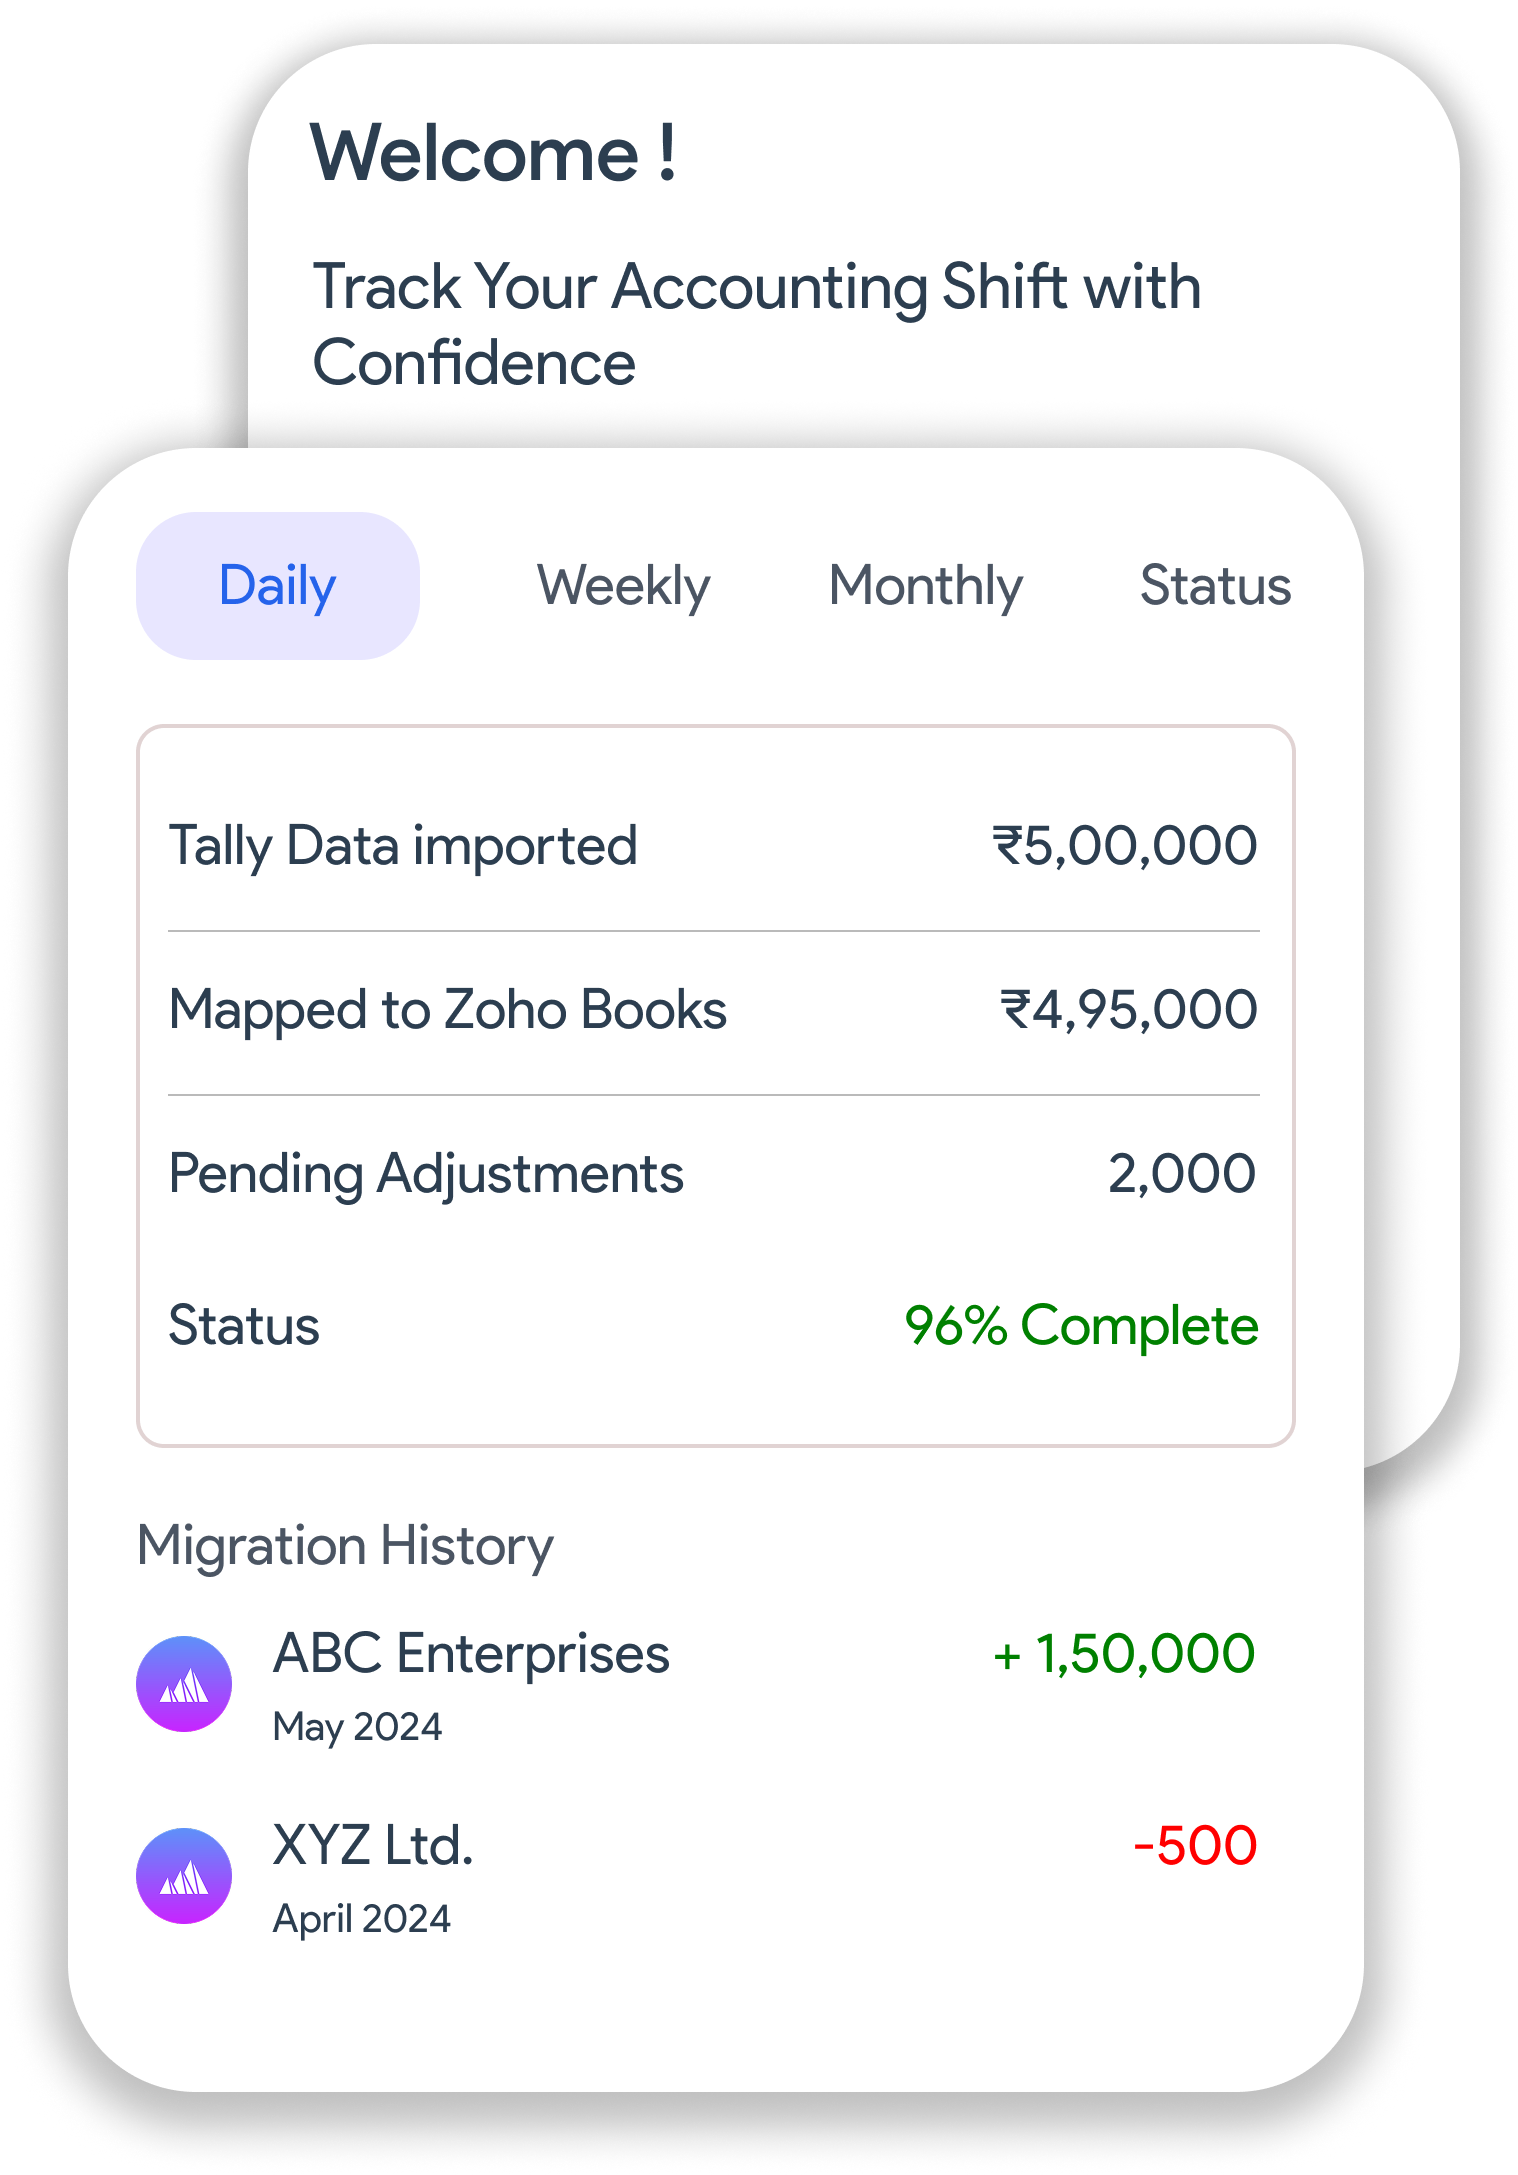 Welcome !
Track Your Accounting Shift with
Confidence
Daily Weekly Monthly Status
Tally Data imported ₹5,00,000
Mapped to Zoho Books ₹4,95,000
Pending Adjustments 2,000
Status 96% Complete
Migration History
ABC Enterprises + 1,50,000
May 2024
XYZ Ltd. -500
April 2024